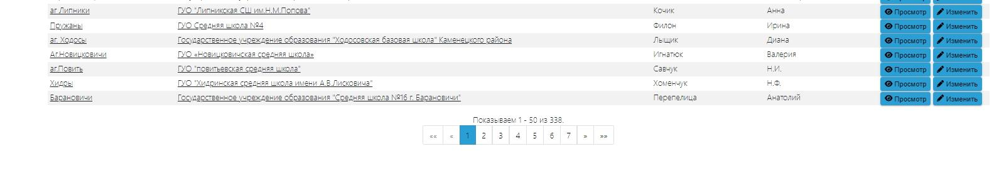 аг Липники ГУО "Липникская СШ им.Н.М.Попова" Кочик Анна Просмотр Изменить
Пружаны ГУО Средняя школа №4 Филон Ирина Просмотр Изменить
аг. Ходосы Государственное учреждение образования "Ходосовская базовая школа" Каменецкого района Лыщик Диана Просмотр Изменить
Аг.Новицковичи ГУО «Новицковичская средняя школа» Игнатюк Валерия Просмотр Изменить
аг.Повить ГУО "повитьевская средняя школа" Савчук Н.И. Просмотр Изменить
Хидры ГУО "Хидринская средняя школа имени А.В.Лисковича" Хоменчук Н.Ф. Просмотр Изменить
Барановичи Государственное учреждение образования "Средняя школа №16 г. Барановичи" Перепелица Анатолий Просмотр Изменить
Показываем 1 - 50 из 338.
«« « 1 2 3 4 5 6 7 » »»